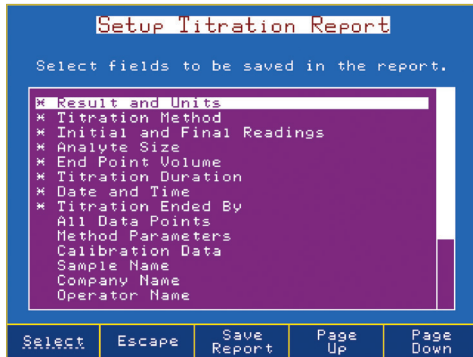 Setup Titration Report
Select fields to be saved in the report.
* Result and Units
* Titration Method
* Initial and Final Readings
* Analyte Size
* End Point Volume
* Titration Duration
* Date and Time
* Titration Ended By
All Data Points
Method Parameters
Calibration Data
Sample Name
Company Name
Operator Name
Select
Escape
Save
Report
Page
Up
Page
Down